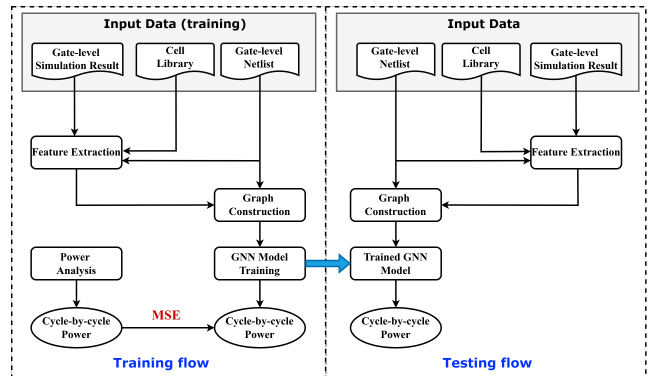 Input Data (training)
Gate-level
Simulation Result
Cell
Library
Gate-level
Netlist
Feature Extraction
Graph
Construction
Power
Analysis
GNN Model
Training
Cycle-by-cycle
Power
MSE
Cycle-by-cycle
Power
Training flow
Input Data
Gate-level
Netlist
Cell
Library
Gate-level
Simulation Result
Feature Extraction
Graph
Construction
Trained GNN
Model
Cycle-by-cycle
Power
Testing flow